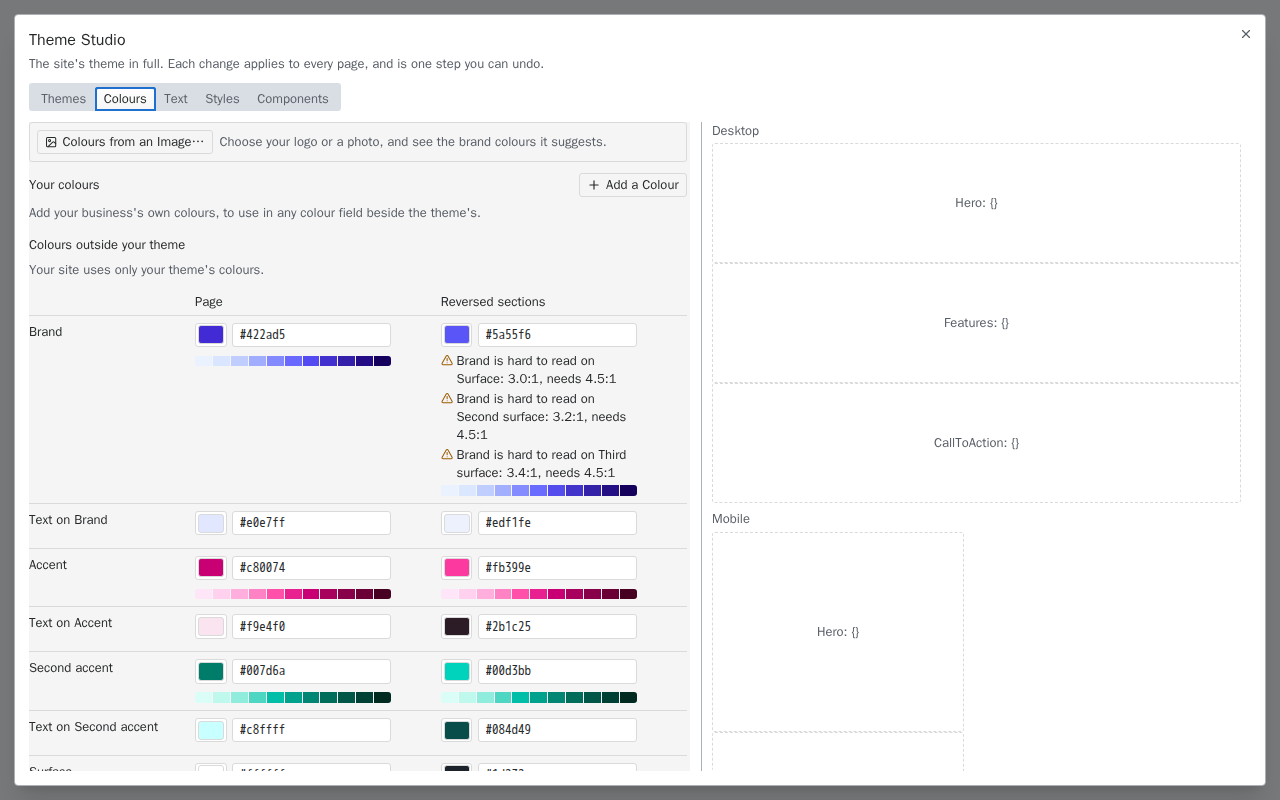 Theme Studio
The site's theme in full. Each change applies to every page, and is one step you can undo.
Themes
Colours
Text
Styles
Components
Colours from an Image···
Choose your logo or a photo, and see the brand colours it suggests.
Your colours
Add a Colour
Add your business's own colours, to use in any colour field beside the theme's.
Colours outside your theme
Your site uses only your theme's colours.
Page
Reversed sections
Brand
#422ad5
#5a55f6
Brand is hard to read on
Surface: 3.0:1, needs 4.5:1
Brand is hard to read on
Second surface: 3.2:1, needs
4.5:1
Brand is hard to read on Third
surface: 3.4:1, needs 4.5:1
Text on Brand
#e0e7ff
#edf1fe
Accent
#c80074
#fb399e
Text on Accent
#f9e4f0
#2b1c25
Second accent
#007d6a
#00d3bb
Text on Second accent
#c8ffff
#084d49
Desktop
Hero: {}
Features: {}
CallToAction: {}
Mobile
Hero: {}